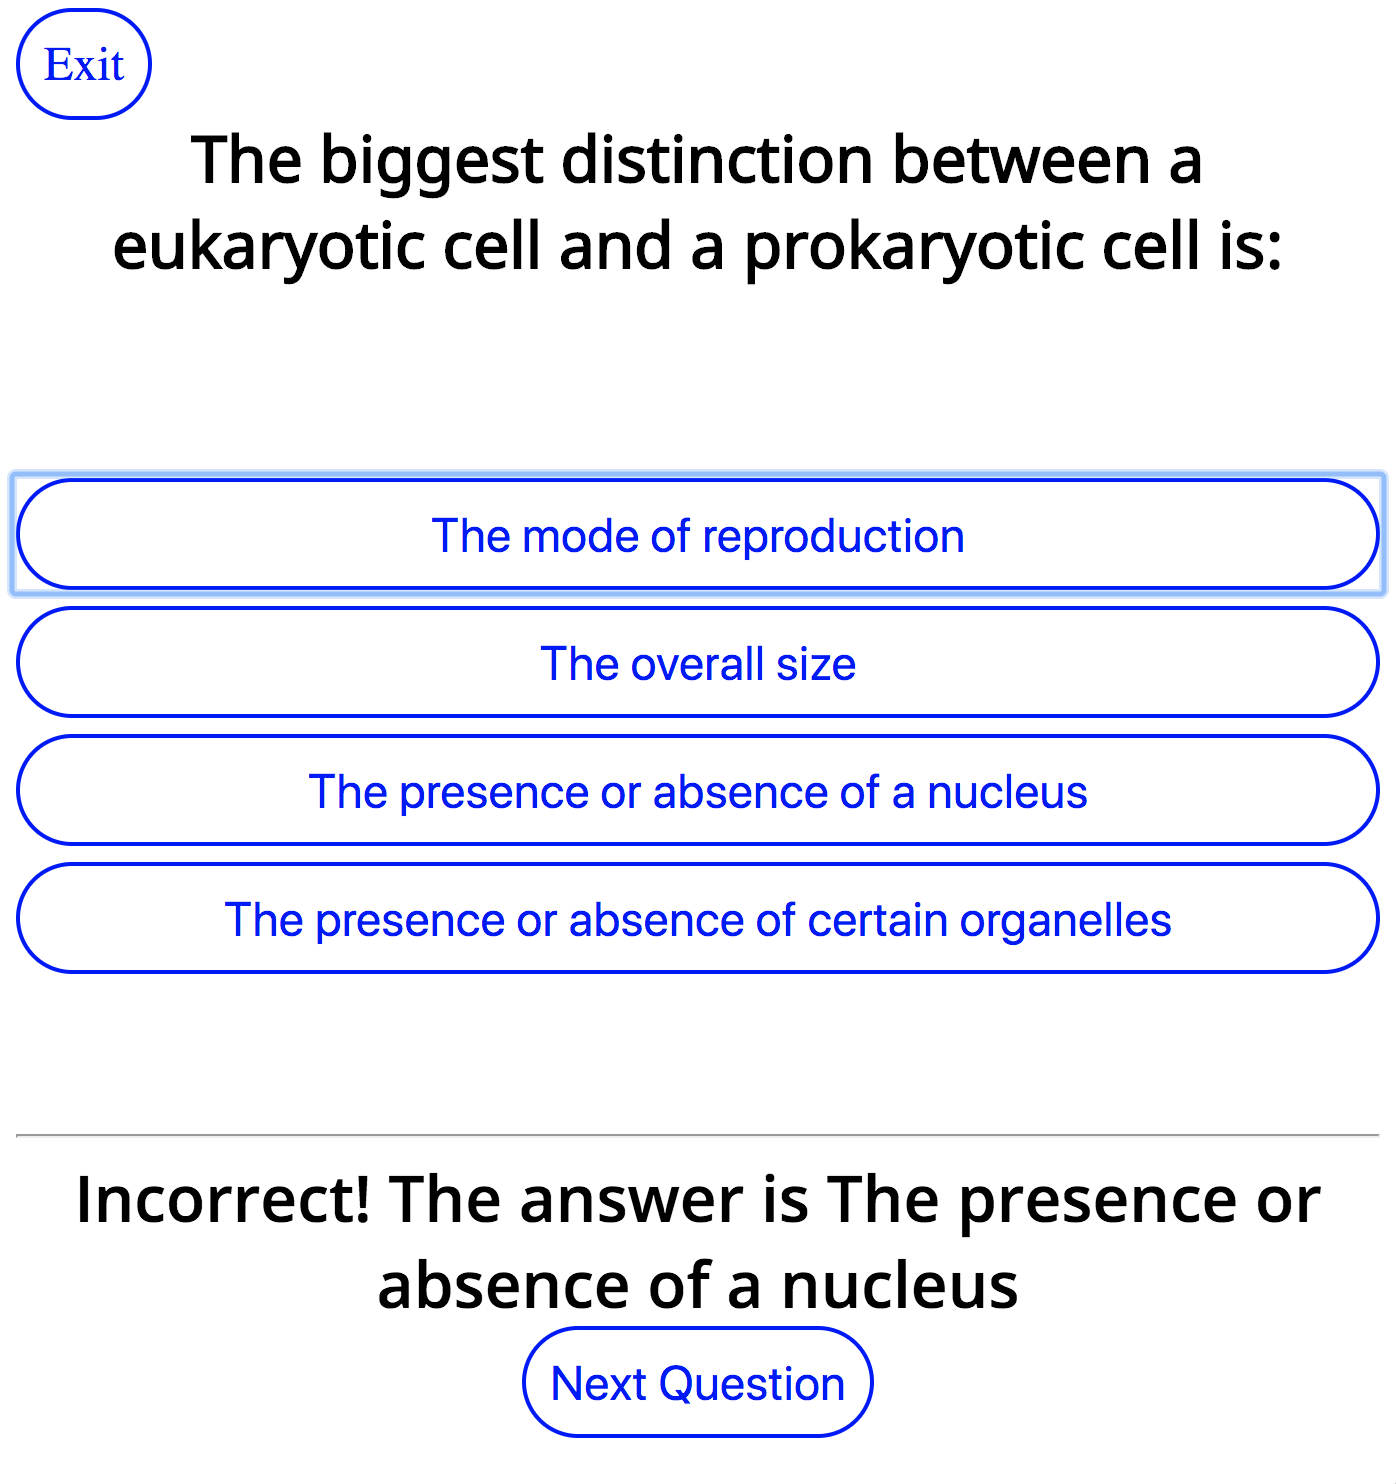 Exit
The biggest distinction between a
eukaryotic cell and a prokaryotic cell is:
The mode of reproduction
The overall size
The presence or absence of a nucleus
The presence or absence of certain organelles
Incorrect! The answer is The presence or
absence of a nucleus
Next Question